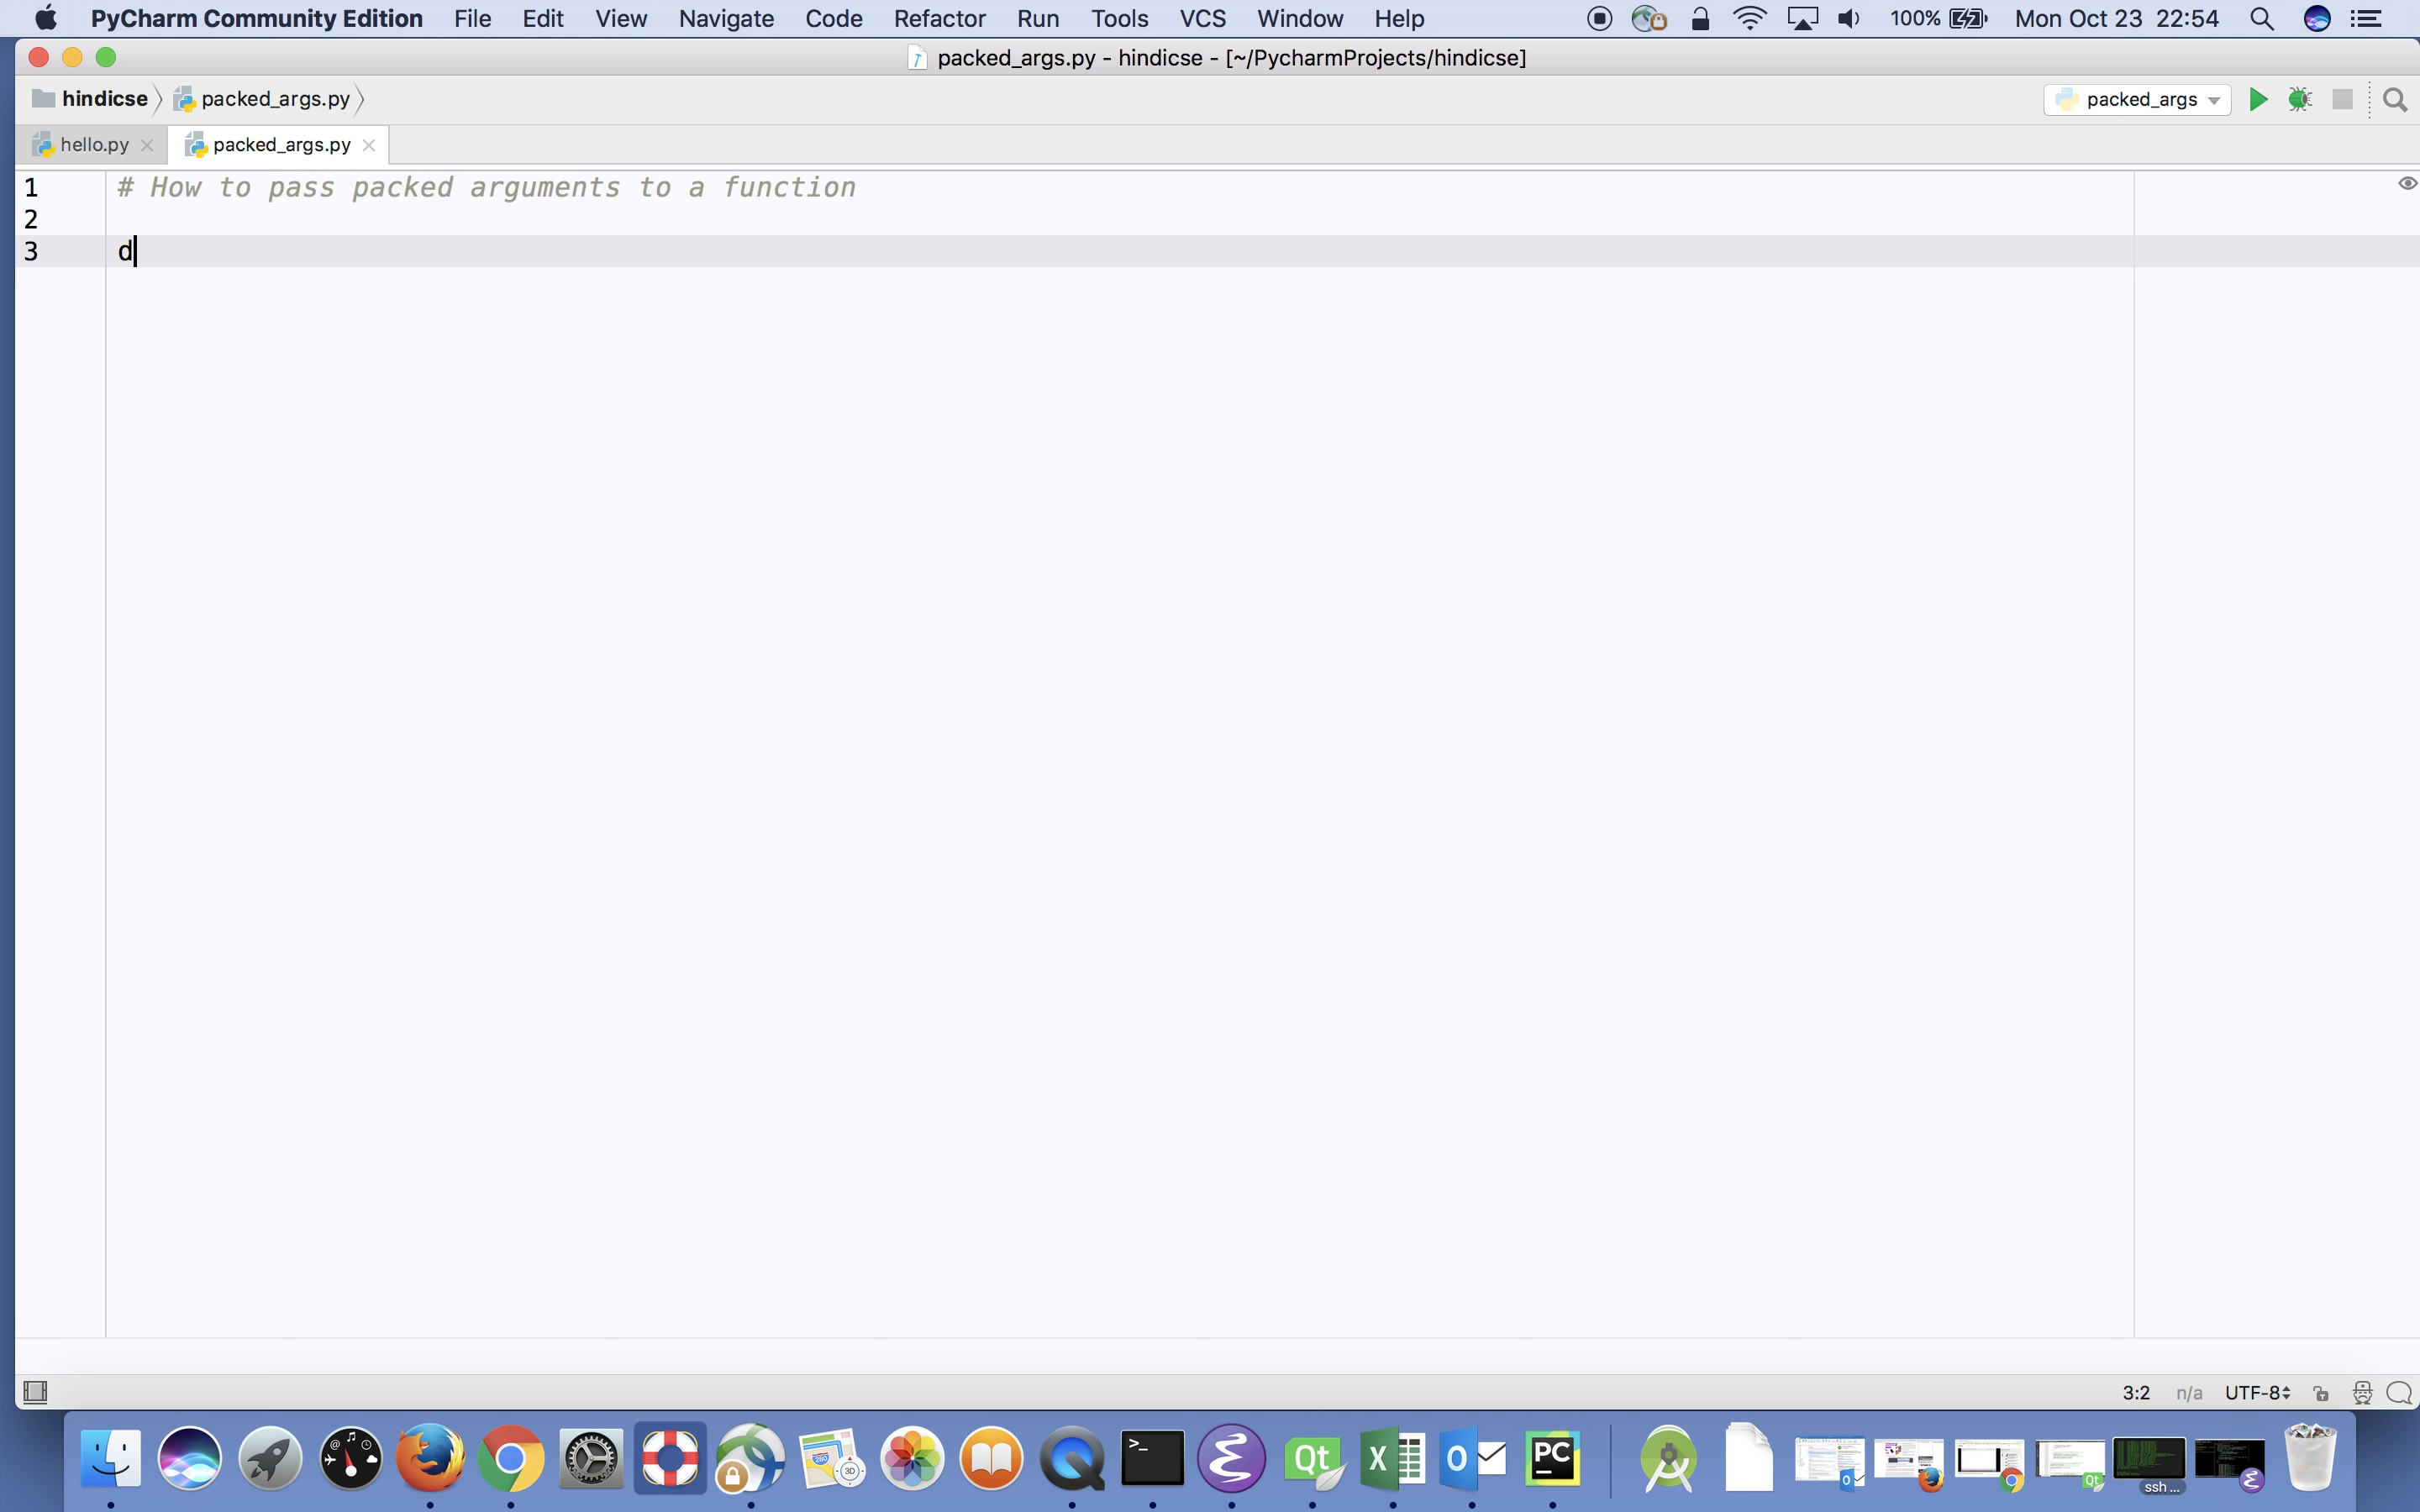 PyCharm Community Edition File Edit View Navigate Code Refactor Run Tools VCS Window Help 100% Mon Oct 23 22:54
packed_args.py - hindicse - [~/PycharmProjects/hindicse]
hindicse packed_args.py packed_args
hello.py packed_args.py
1 # How to pass packed arguments to a function
2
3 d
3:2 n/a UTF-8
Qt X O PC
ssh ...